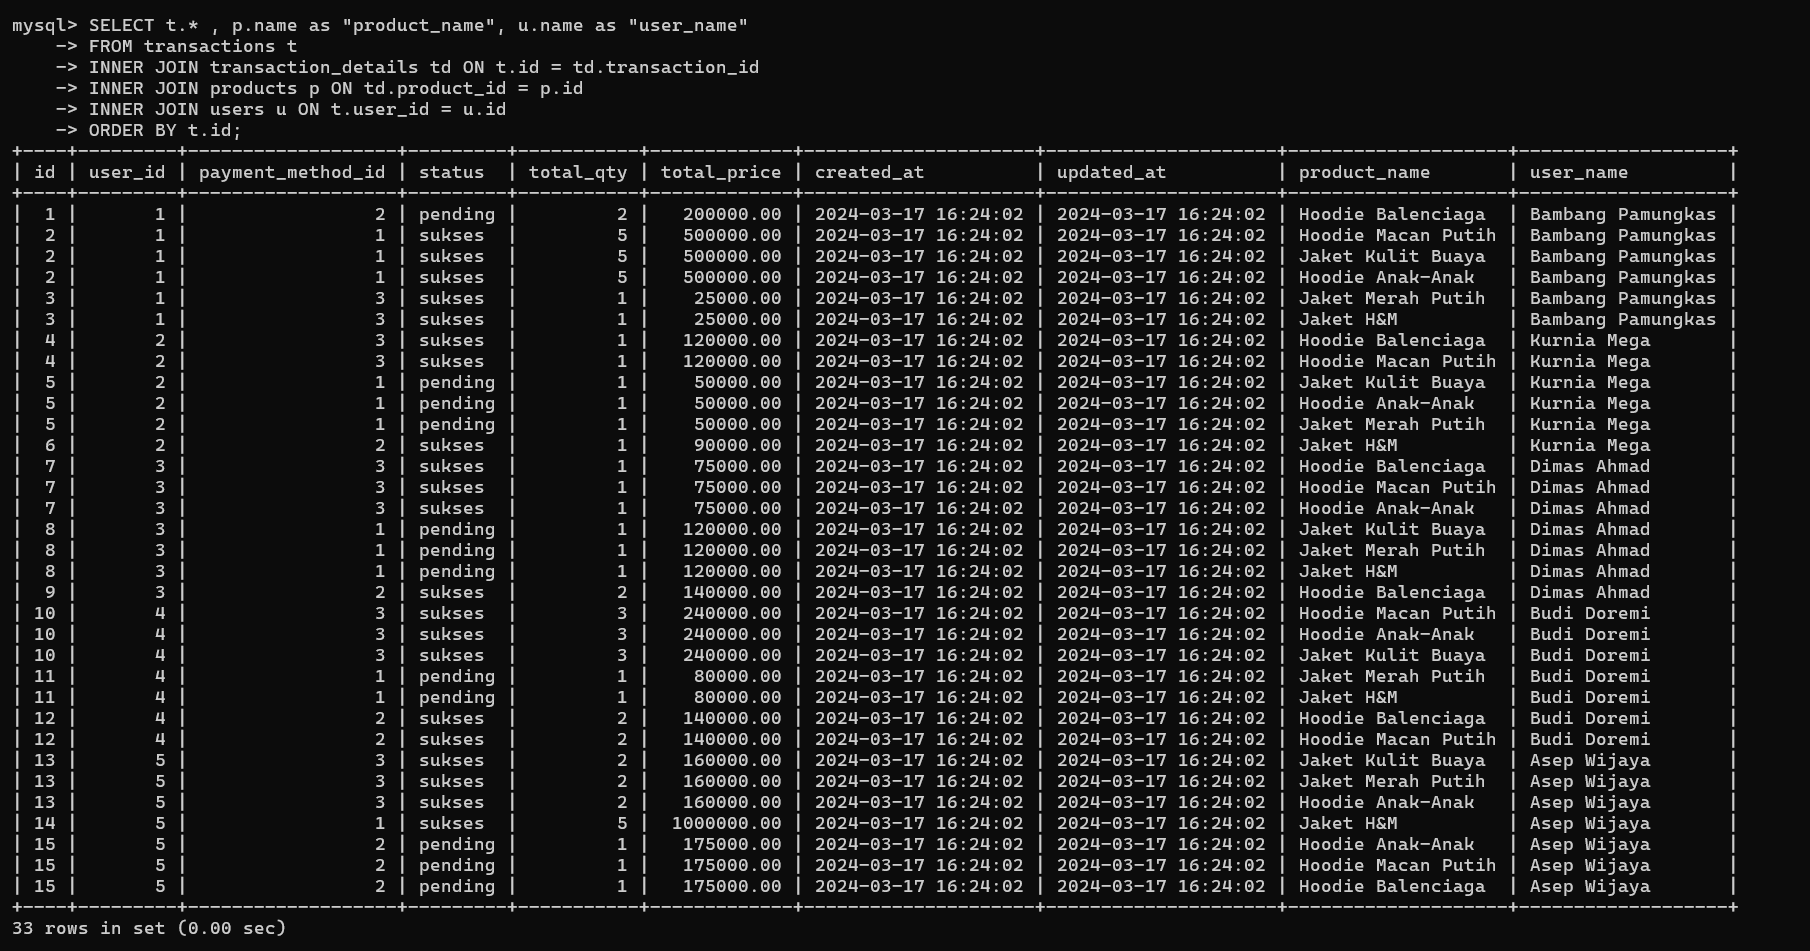 mysql> SELECT t.* , p.name as "product_name", u.name as "user_name"
    -> FROM transactions t
    -> INNER JOIN transaction_details td ON t.id = td.transaction_id
    -> INNER JOIN products p ON td.product_id = p.id
    -> INNER JOIN users u ON t.user_id = u.id
    -> ORDER BY t.id;
+----+---------+-------------------+---------+-----------+-------------+---------------------+---------------------+--------------------+-------------------+
| id | user_id | payment_method_id | status  | total_qty | total_price | created_at          | updated_at          | product_name       | user_name         |
+----+---------+-------------------+---------+-----------+-------------+---------------------+---------------------+--------------------+-------------------+
|  1 |       1 |                 2 | pending |         2 |   200000.00 | 2024-03-17 16:24:02 | 2024-03-17 16:24:02 | Hoodie Balenciaga  | Bambang Pamungkas |
|  2 |       1 |                 1 | sukses  |         5 |   500000.00 | 2024-03-17 16:24:02 | 2024-03-17 16:24:02 | Hoodie Macan Putih | Bambang Pamungkas |
|  2 |       1 |                 1 | sukses  |         5 |   500000.00 | 2024-03-17 16:24:02 | 2024-03-17 16:24:02 | Jaket Kulit Buaya  | Bambang Pamungkas |
|  2 |       1 |                 1 | sukses  |         5 |   500000.00 | 2024-03-17 16:24:02 | 2024-03-17 16:24:02 | Hoodie Anak-Anak   | Bambang Pamungkas |
|  3 |       1 |                 3 | sukses  |         1 |    25000.00 | 2024-03-17 16:24:02 | 2024-03-17 16:24:02 | Jaket Merah Putih  | Bambang Pamungkas |
|  3 |       1 |                 3 | sukses  |         1 |    25000.00 | 2024-03-17 16:24:02 | 2024-03-17 16:24:02 | Jaket H&M          | Bambang Pamungkas |
|  4 |       2 |                 3 | sukses  |         1 |   120000.00 | 2024-03-17 16:24:02 | 2024-03-17 16:24:02 | Hoodie Balenciaga  | Kurnia Mega       |
|  4 |       2 |                 3 | sukses  |         1 |   120000.00 | 2024-03-17 16:24:02 | 2024-03-17 16:24:02 | Hoodie Macan Putih | Kurnia Mega       |
|  5 |       2 |                 1 | pending |         1 |    50000.00 | 2024-03-17 16:24:02 | 2024-03-17 16:24:02 | Jaket Kulit Buaya  | Kurnia Mega       |
|  5 |       2 |                 1 | pending |         1 |    50000.00 | 2024-03-17 16:24:02 | 2024-03-17 16:24:02 | Hoodie Anak-Anak   | Kurnia Mega       |
|  5 |       2 |                 1 | pending |         1 |    50000.00 | 2024-03-17 16:24:02 | 2024-03-17 16:24:02 | Jaket Merah Putih  | Kurnia Mega       |
|  6 |       2 |                 2 | sukses  |         1 |    90000.00 | 2024-03-17 16:24:02 | 2024-03-17 16:24:02 | Jaket H&M          | Kurnia Mega       |
|  7 |       3 |                 3 | sukses  |         1 |    75000.00 | 2024-03-17 16:24:02 | 2024-03-17 16:24:02 | Hoodie Balenciaga  | Dimas Ahmad       |
|  7 |       3 |                 3 | sukses  |         1 |    75000.00 | 2024-03-17 16:24:02 | 2024-03-17 16:24:02 | Hoodie Macan Putih | Dimas Ahmad       |
|  7 |       3 |                 3 | sukses  |         1 |    75000.00 | 2024-03-17 16:24:02 | 2024-03-17 16:24:02 | Hoodie Anak-Anak   | Dimas Ahmad       |
|  8 |       3 |                 1 | pending |         1 |   120000.00 | 2024-03-17 16:24:02 | 2024-03-17 16:24:02 | Jaket Kulit Buaya  | Dimas Ahmad       |
|  8 |       3 |                 1 | pending |         1 |   120000.00 | 2024-03-17 16:24:02 | 2024-03-17 16:24:02 | Jaket Merah Putih  | Dimas Ahmad       |
|  8 |       3 |                 1 | pending |         1 |   120000.00 | 2024-03-17 16:24:02 | 2024-03-17 16:24:02 | Jaket H&M          | Dimas Ahmad       |
|  9 |       3 |                 2 | sukses  |         2 |   140000.00 | 2024-03-17 16:24:02 | 2024-03-17 16:24:02 | Hoodie Balenciaga  | Dimas Ahmad       |
| 10 |       4 |                 3 | sukses  |         3 |   240000.00 | 2024-03-17 16:24:02 | 2024-03-17 16:24:02 | Hoodie Macan Putih | Budi Doremi       |
| 10 |       4 |                 3 | sukses  |         3 |   240000.00 | 2024-03-17 16:24:02 | 2024-03-17 16:24:02 | Hoodie Anak-Anak   | Budi Doremi       |
| 10 |       4 |                 3 | sukses  |         3 |   240000.00 | 2024-03-17 16:24:02 | 2024-03-17 16:24:02 | Jaket Kulit Buaya  | Budi Doremi       |
| 11 |       4 |                 1 | pending |         1 |    80000.00 | 2024-03-17 16:24:02 | 2024-03-17 16:24:02 | Jaket Merah Putih  | Budi Doremi       |
| 11 |       4 |                 1 | pending |         1 |    80000.00 | 2024-03-17 16:24:02 | 2024-03-17 16:24:02 | Jaket H&M          | Budi Doremi       |
| 12 |       4 |                 2 | sukses  |         2 |   140000.00 | 2024-03-17 16:24:02 | 2024-03-17 16:24:02 | Hoodie Balenciaga  | Budi Doremi       |
| 12 |       4 |                 2 | sukses  |         2 |   140000.00 | 2024-03-17 16:24:02 | 2024-03-17 16:24:02 | Hoodie Macan Putih | Budi Doremi       |
| 13 |       5 |                 3 | sukses  |         2 |   160000.00 | 2024-03-17 16:24:02 | 2024-03-17 16:24:02 | Jaket Kulit Buaya  | Asep Wijaya       |
| 13 |       5 |                 3 | sukses  |         2 |   160000.00 | 2024-03-17 16:24:02 | 2024-03-17 16:24:02 | Jaket Merah Putih  | Asep Wijaya       |
| 13 |       5 |                 3 | sukses  |         2 |   160000.00 | 2024-03-17 16:24:02 | 2024-03-17 16:24:02 | Hoodie Anak-Anak   | Asep Wijaya       |
| 14 |       5 |                 1 | sukses  |         5 |  1000000.00 | 2024-03-17 16:24:02 | 2024-03-17 16:24:02 | Jaket H&M          | Asep Wijaya       |
| 15 |       5 |                 2 | pending |         1 |   175000.00 | 2024-03-17 16:24:02 | 2024-03-17 16:24:02 | Hoodie Anak-Anak   | Asep Wijaya       |
| 15 |       5 |                 2 | pending |         1 |   175000.00 | 2024-03-17 16:24:02 | 2024-03-17 16:24:02 | Hoodie Macan Putih | Asep Wijaya       |
| 15 |       5 |                 2 | pending |         1 |   175000.00 | 2024-03-17 16:24:02 | 2024-03-17 16:24:02 | Hoodie Balenciaga  | Asep Wijaya       |
+----+---------+-------------------+---------+-----------+-------------+---------------------+---------------------+--------------------+-------------------+
33 rows in set (0.00 sec)